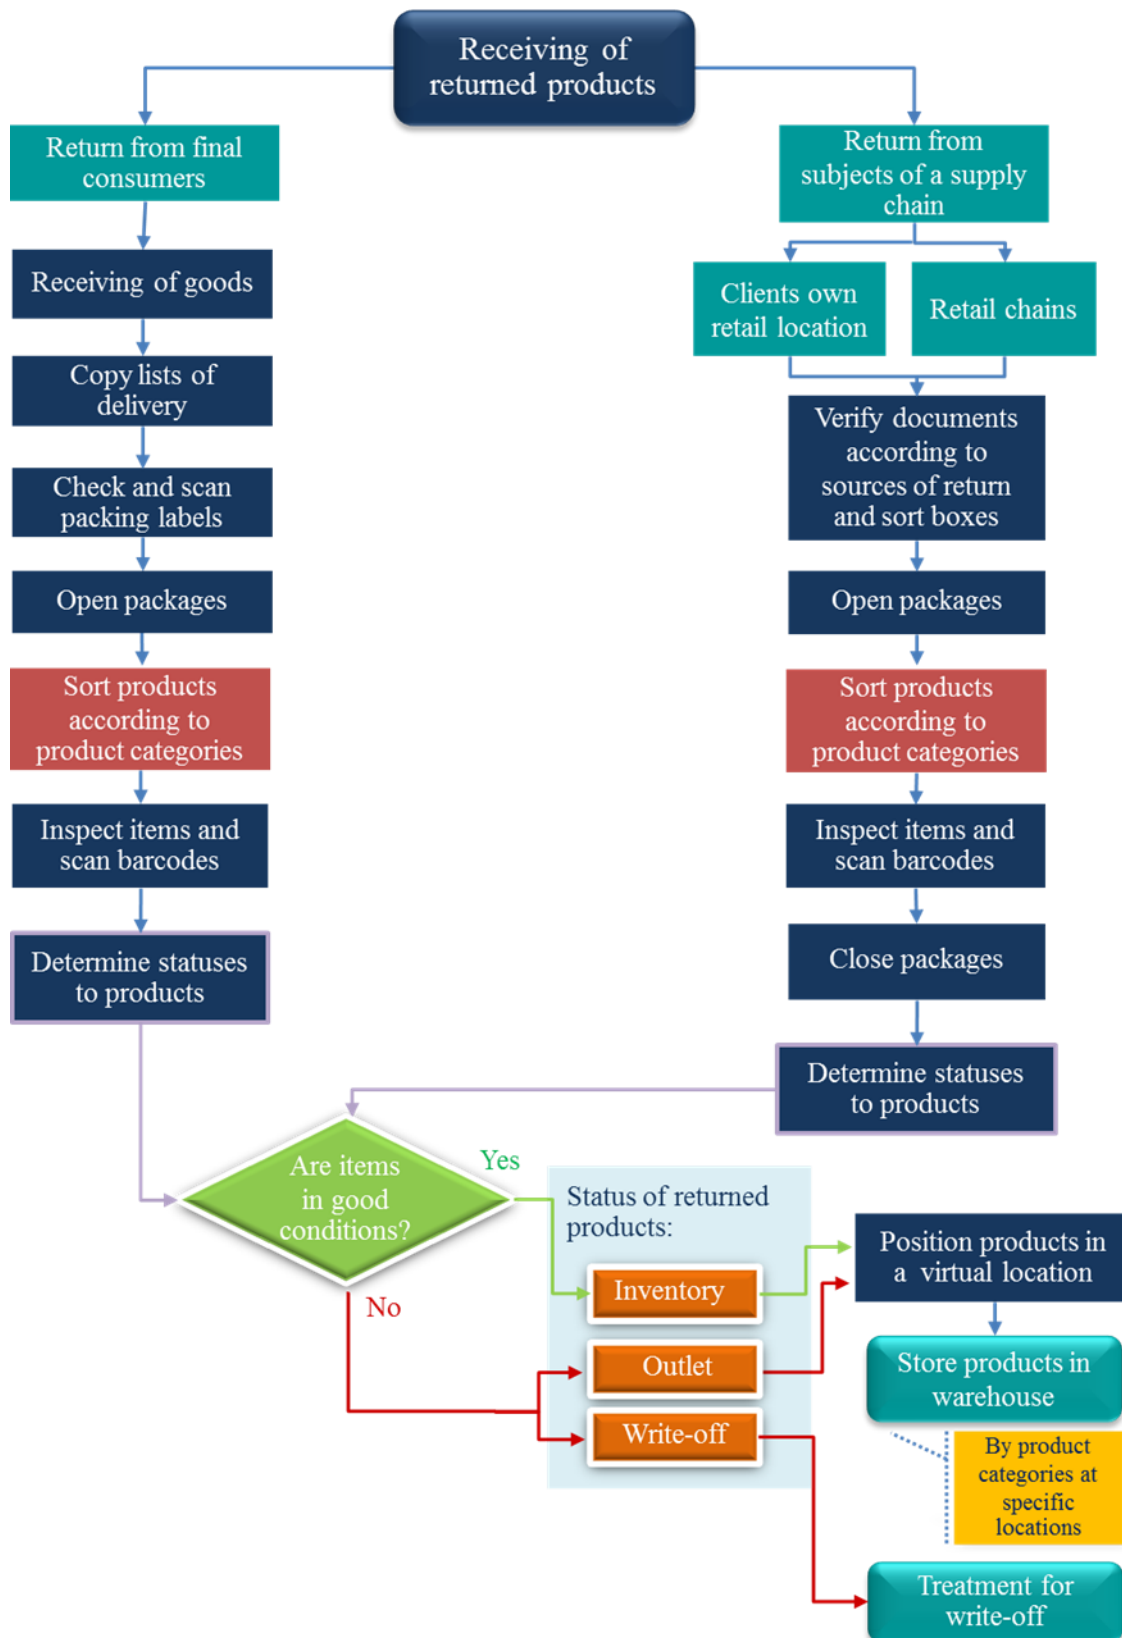 Receiving of
returned products
Return from final
consumers
Receiving of goods
Copy lists of
delivery
Check and scan
packing labels
Open packages
Sort products
according to
product categories
Inspect items and
scan barcodes
Determine statuses
to products
Return from
subjects of a supply
chain
Clients own
retail location
Retail chains
Verify documents
according to
sources of return
and sort boxes
Open packages
Sort products
according to
product categories
Inspect items and
scan barcodes
Close packages
Determine statuses
to products
Are items
in good
conditions?
Yes
No
Status of returned
products:
Inventory
Outlet
Write-off
Position products in
a virtual location
Store products in
warehouse
By product
categories at
specific
locations
Treatment for
write-off